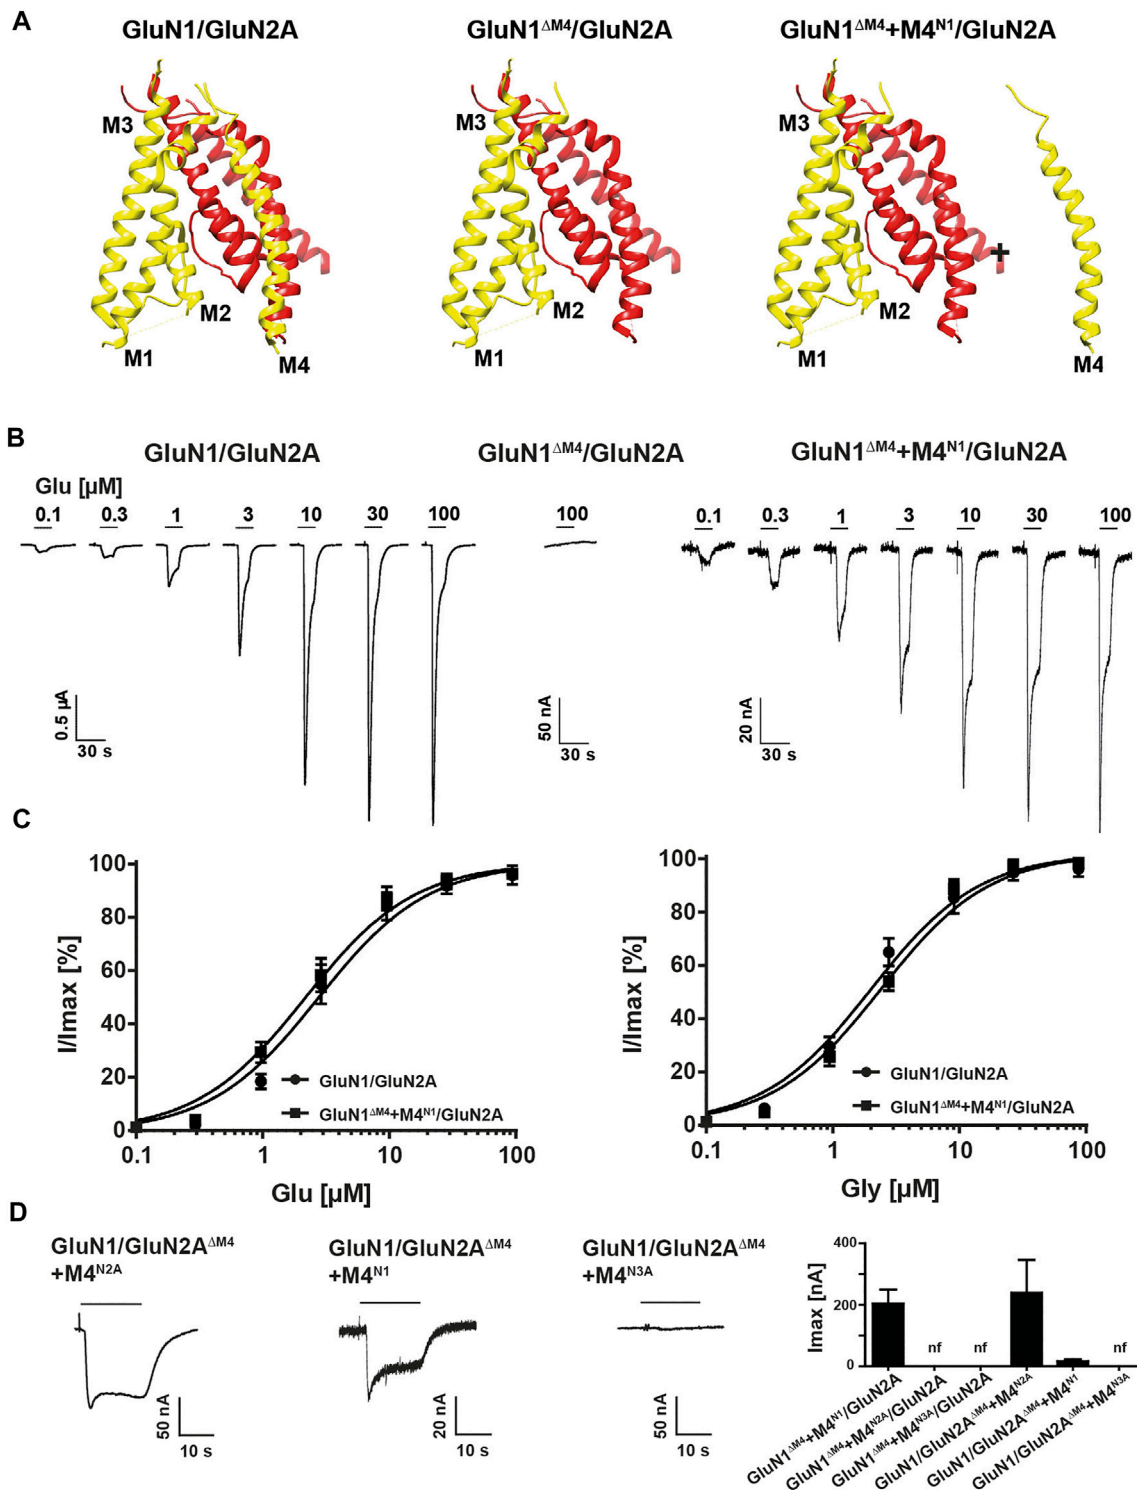 A
GluN1/GluN2A
GluN1ΔM4/GluN2A
GluN1ΔM4+M4N1/GluN2A
M3
M3
M3
M2
M2
M1
M4
M1
M1
M4
B
GluN1/GluN2A
GluN1ΔM4/GluN2A
GluN1ΔM4+M4N1/GluN2A
Glu [µM]
0.1 0.3 1 3 10 30 100
100
0.1 0.3 1 3 10 30 100
0.5 µA
30 s
50 nA
30 s
20 nA
30 s
C
I/Imax [%]
100
80
60
40
20
0
0.1 1 10 100
Glu [µM]
GluN1/GluN2A
GluN1ΔM4+M4N1/GluN2A
I/Imax [%]
100
80
60
40
20
0
0.1 1 10 100
Gly [µM]
GluN1/GluN2A
GluN1ΔM4+M4N1/GluN2A
D
GluN1/GluN2AΔM4
+M4N2A
50 nA
10 s
GluN1/GluN2AΔM4
+M4N1
20 nA
10 s
GluN1/GluN2AΔM4
+M4N3A
50 nA
10 s
Imax [nA]
400
200
0
nf nf nf
GluN1ΔM4+M4N1/GluN2A
GluN1ΔM4+M4N2A/GluN2A
GluN1ΔM4+M4N3A/GluN2A
GluN1/GluN2AΔM4+M4N2A
GluN1/GluN2AΔM4+M4N1
GluN1/GluN2AΔM4+M4N3A